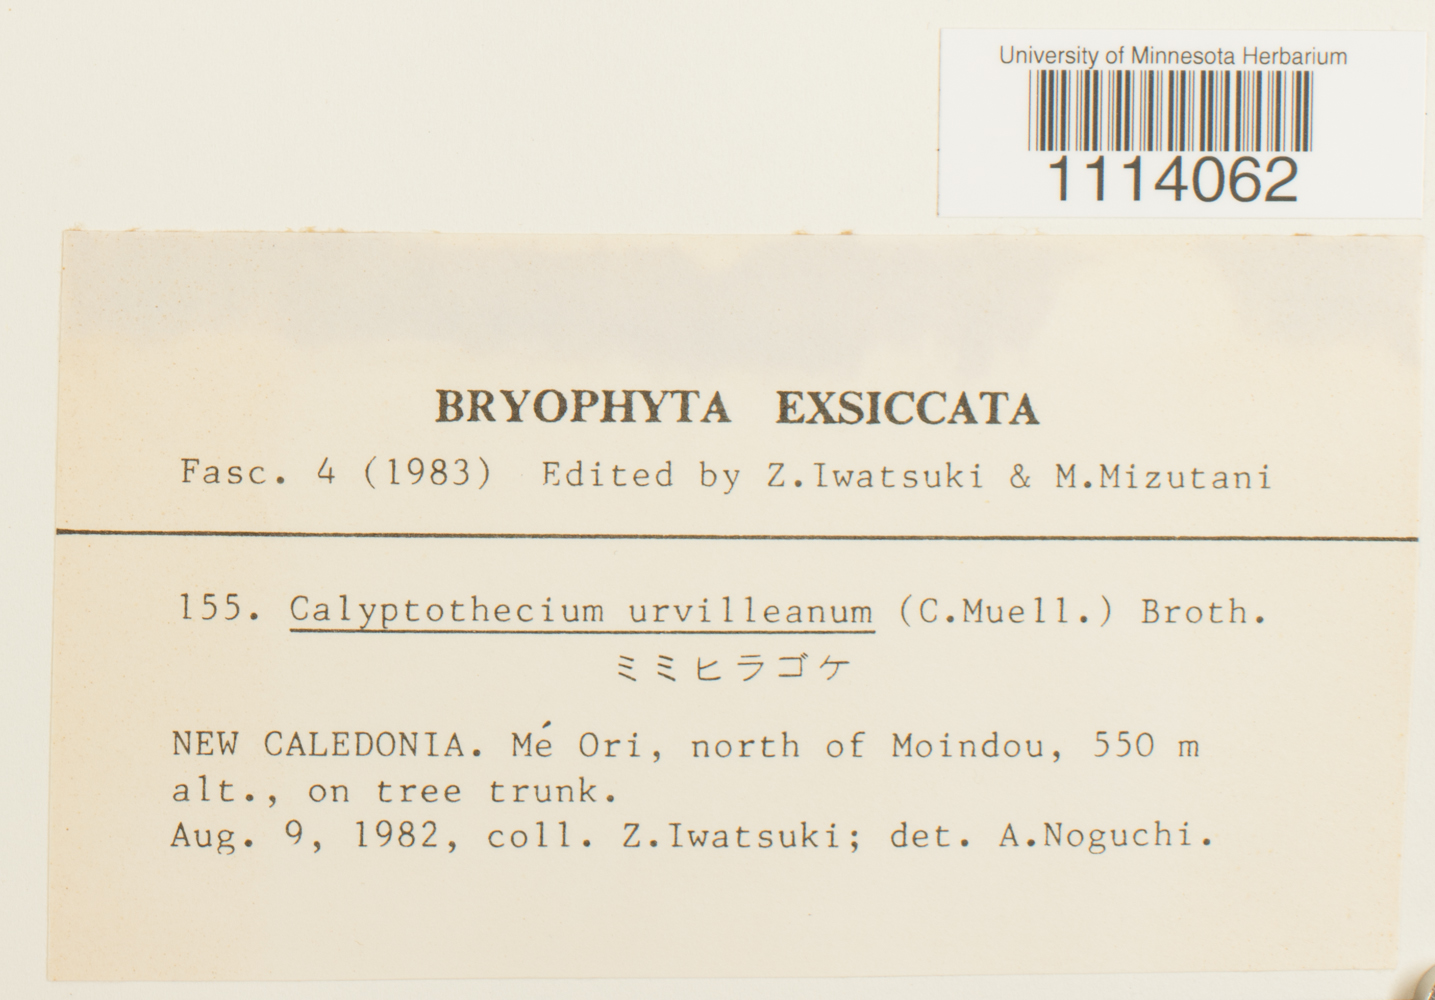 University of Minnesota Herbarium
1114062
BRYOPHYTA EXSICCATA
Fasc. 4 (1983) Edited by Z.Iwatsuki & M.Mizutani
155. Calyptothecium urvilleanum (C.Muell.) Broth.
ミミヒラゴケ
NEW CALEDONIA. Mé Ori, north of Moindou, 550 m
alt., on tree trunk.
Aug. 9, 1982, coll. Z.Iwatsuki; det. A.Noguchi.